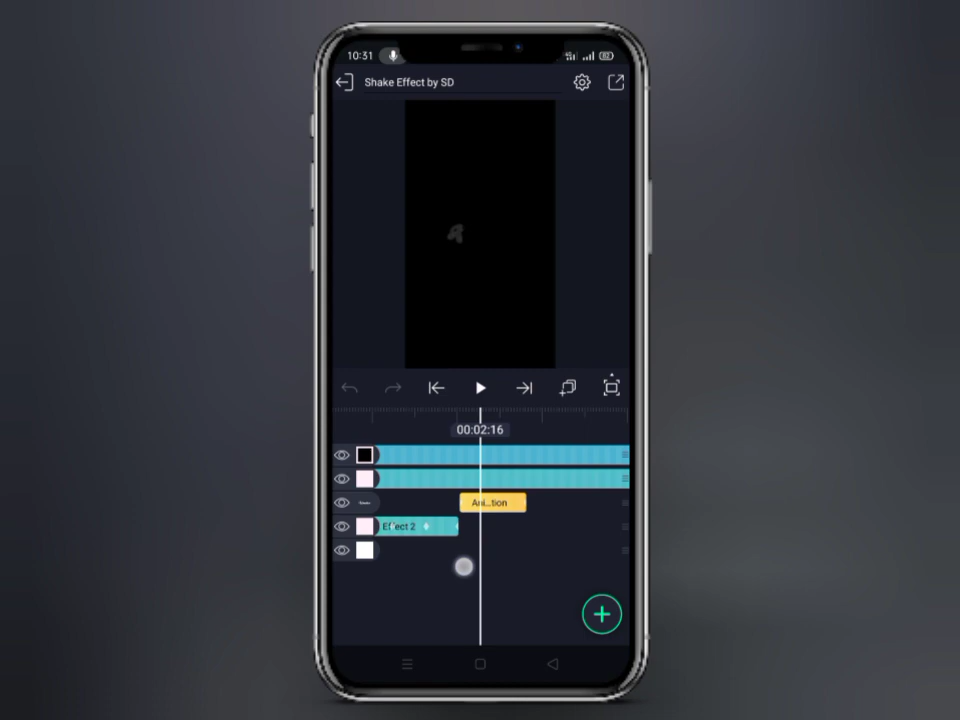 10:31
Shake Effect by SD
00:02:16
Ani...tion
Effect 2